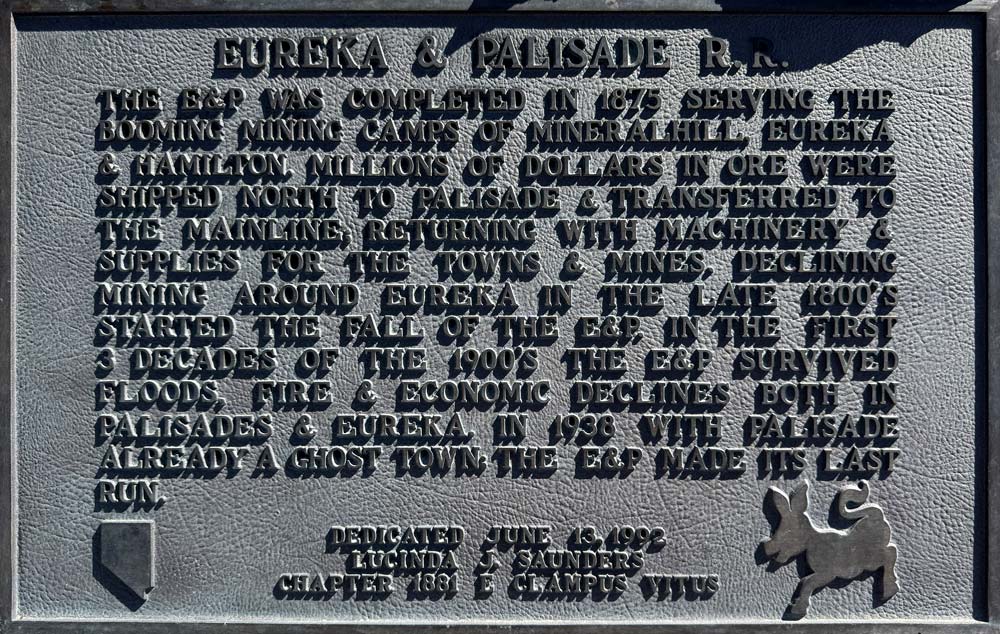 EUREKA & PALISADE R.R.
THE E&P WAS COMPLETED IN 1875 SERVING THE
BOOMING MINING CAMPS OF MINERALHILL, EUREKA
& HAMILTON. MILLIONS OF DOLLARS IN ORE WERE
SHIPPED NORTH TO PALISADE & TRANSFERRED TO
THE MAINLINE, RETURNING WITH MACHINERY &
SUPPLIES FOR THE TOWNS & MINES, DECLINING
MINING AROUND EUREKA IN THE LATE 1800'S
STARTED THE FALL OF THE E&P. IN THE FIRST
3 DECADES OF THE 1900'S THE E&P SURVIVED
FLOODS, FIRE & ECONOMIC DECLINES BOTH IN
PALISADES & EUREKA. IN 1938 WITH PALISADE
ALREADY A GHOST TOWN; THE E&P MADE ITS LAST
RUN.
DEDICATED JUNE 13, 1992
LUCINDA J. SAUNDERS
CHAPTER 1881 E CLAMPUS VITUS